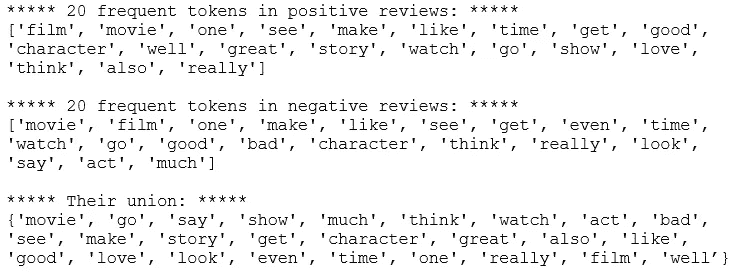 ***** 20 frequent tokens in positive reviews: *****
['film', 'movie', 'one', 'see', 'make', 'like', 'time', 'get', 'good',
'character', 'well', 'great', 'story', 'watch', 'go', 'show', 'love',
'think', 'also', 'really']
***** 20 frequent tokens in negative reviews: *****
['movie', 'film', 'one', 'make', 'like', 'see', 'get', 'even', 'time',
'watch', 'go', 'good', 'bad', 'character', 'think', 'really', 'look',
'say', 'act', 'much']
***** Their union: *****
{'movie', 'go', 'say', 'show', 'much', 'think', 'watch', 'act', 'bad',
'see', 'make', 'story', 'get', 'character', 'great', 'also', 'like',
'good', 'love', 'look', 'even', 'time', 'one', 'really', 'film', 'well’}